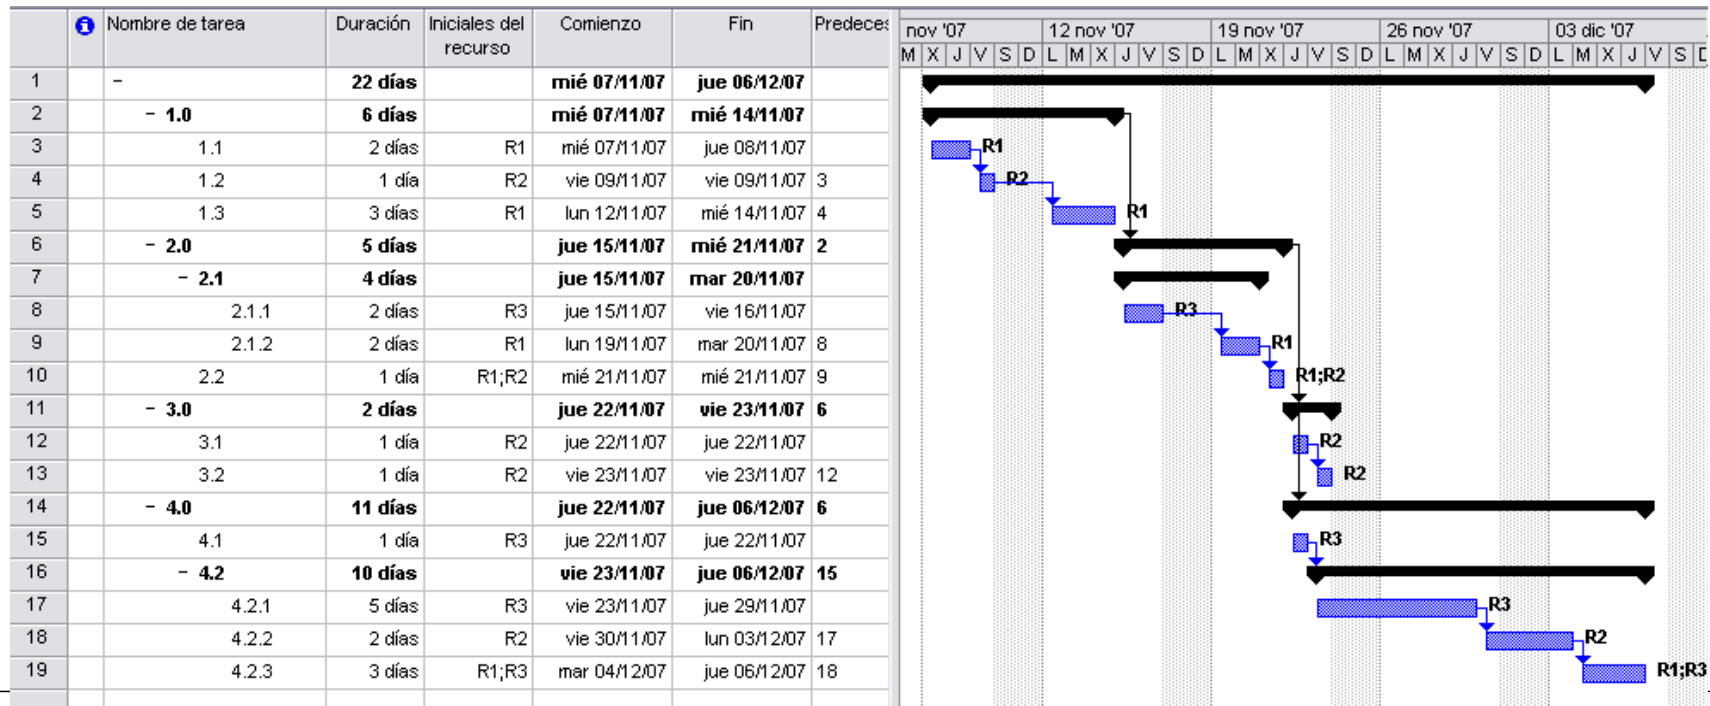 Nombre de tarea Duración Iniciales del recurso Comienzo Fin Predeces nov '07 12 nov '07 19 nov '07 26 nov '07 03 dic '07
M X J V S D L M X J V S D L M X J V S D L M X J V S D L M X J V S D
1 − 22 días mié 07/11/07 jue 06/12/07
2 − 1.0 6 días mié 07/11/07 mié 14/11/07
3 1.1 2 días R1 mié 07/11/07 jue 08/11/07 R1
4 1.2 1 día R2 vie 09/11/07 vie 09/11/07 3 R2
5 1.3 3 días R1 lun 12/11/07 mié 14/11/07 4 R1
6 − 2.0 5 días jue 15/11/07 mié 21/11/07 2
7 − 2.1 4 días jue 15/11/07 mar 20/11/07
8 2.1.1 2 días R3 jue 15/11/07 vie 16/11/07 R3
9 2.1.2 2 días R1 lun 19/11/07 mar 20/11/07 8 R1
10 2.2 1 día R1;R2 mié 21/11/07 mié 21/11/07 9 R1;R2
11 − 3.0 2 días jue 22/11/07 vie 23/11/07 6
12 3.1 1 día R2 jue 22/11/07 jue 22/11/07 R2
13 3.2 1 día R2 vie 23/11/07 vie 23/11/07 12 R2
14 − 4.0 11 días jue 22/11/07 jue 06/12/07 6
15 4.1 1 día R3 jue 22/11/07 jue 22/11/07 R3
16 − 4.2 10 días vie 23/11/07 jue 06/12/07 15
17 4.2.1 5 días R3 vie 23/11/07 jue 29/11/07 R3
18 4.2.2 2 días R2 vie 30/11/07 lun 03/12/07 17 R2
19 4.2.3 3 días R1;R3 mar 04/12/07 jue 06/12/07 18 R1;R3